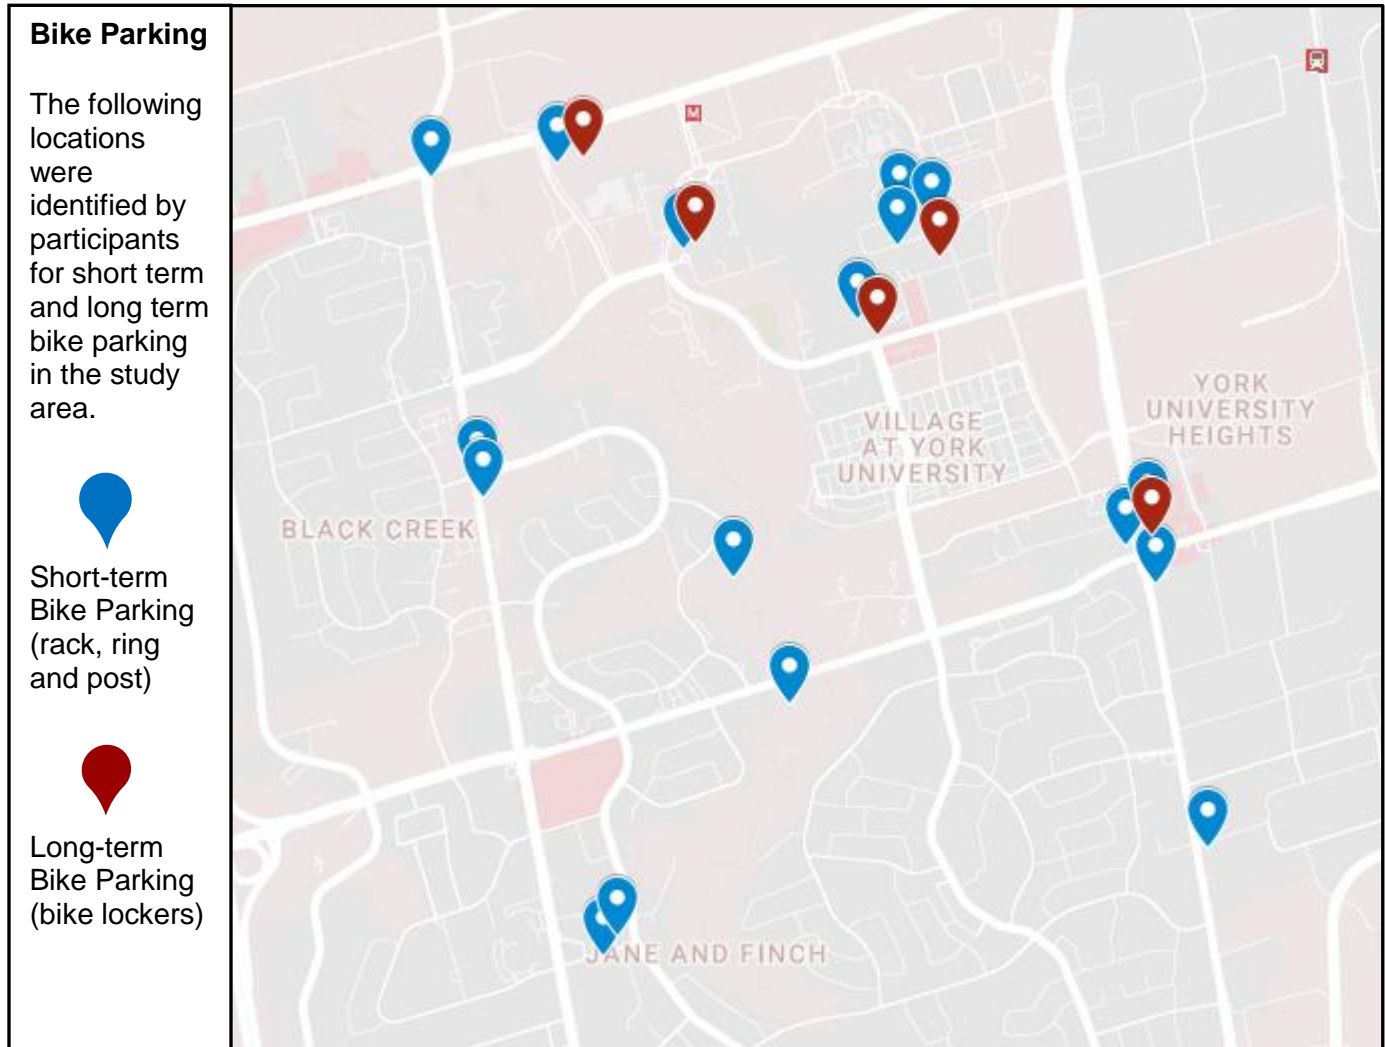 Bike Parking
The following
locations
were
identified by
participants
for short term
and long term
bike parking
in the study
area.
Short-term
Bike Parking
(rack, ring
and post)
Long-term
Bike Parking
(bike lockers)
M
YORK
UNIVERSITY
HEIGHTS
VILLAGE
AT YORK
UNIVERSITY
BLACK CREEK
JANE AND FINCH